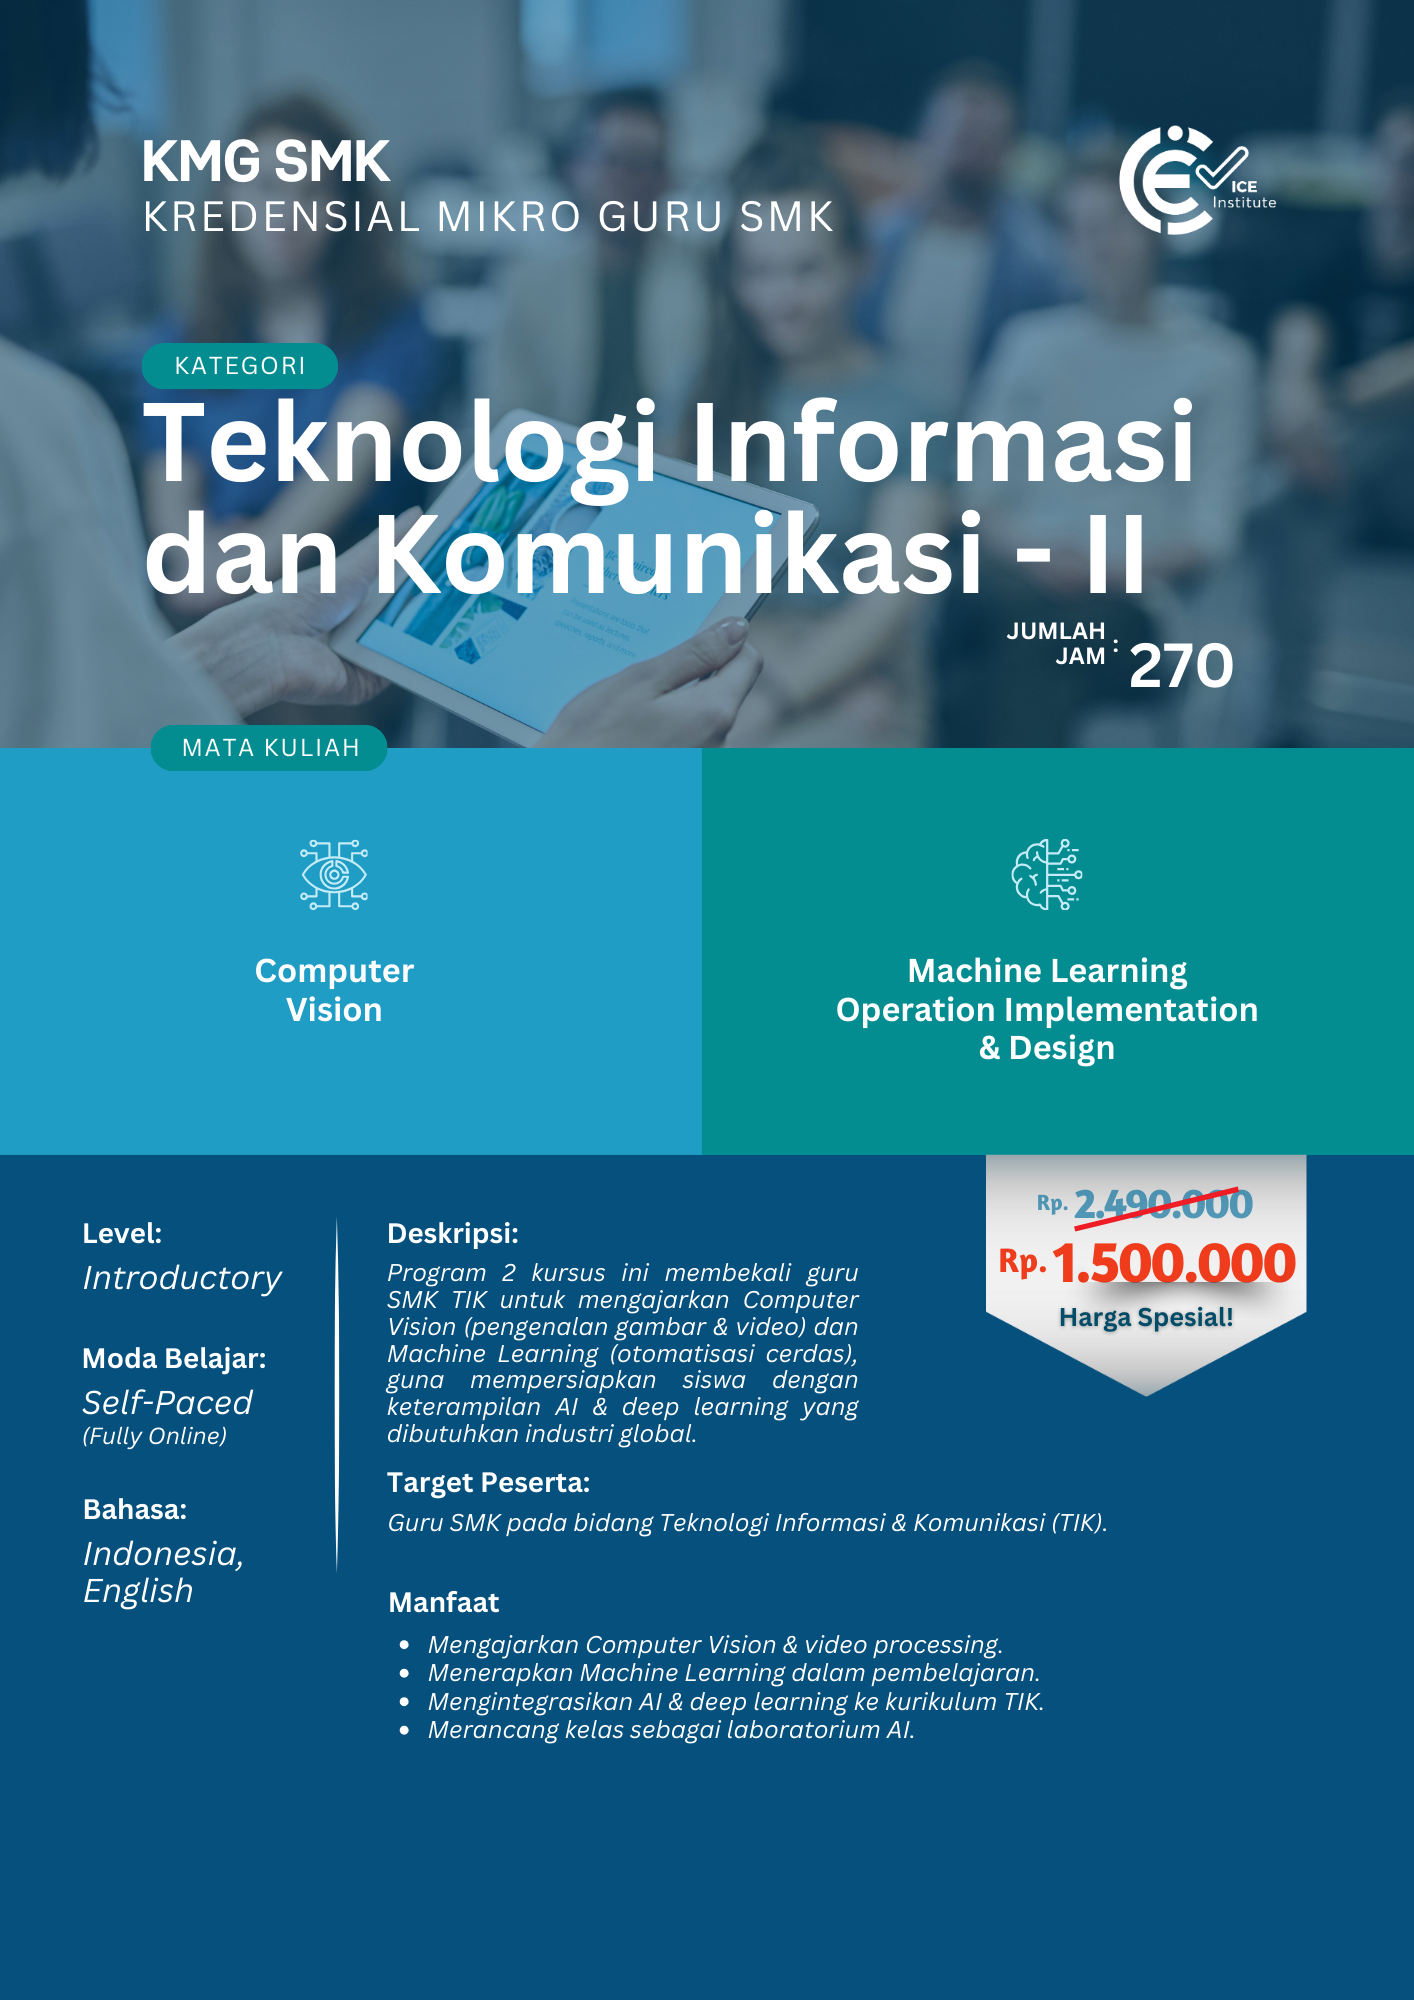 KMG SMK
KREDENSIAL MIKRO GURU SMK
ICE
Institute
KATEGORI
Teknologi Informasi
dan Komunikasi - II
JUMLAH
JAM : 270
MATA KULIAH
Computer
Vision
Machine Learning
Operation Implementation
& Design
Rp. 2.490.000
Rp. 1.500.000
Harga Spesial!
Level:
Introductory
Moda Belajar:
Self-Paced
(Fully Online)
Bahasa:
Indonesia,
English
Deskripsi:
Program 2 kursus ini membekali guru
SMK TIK untuk mengajarkan Computer
Vision (pengenalan gambar & video) dan
Machine Learning (otomatisasi cerdas),
guna mempersiapkan siswa dengan
keterampilan AI & deep learning yang
dibutuhkan industri global.
Target Peserta:
Guru SMK pada bidang Teknologi Informasi & Komunikasi (TIK).
Manfaat
• Mengajarkan Computer Vision & video processing.
• Menerapkan Machine Learning dalam pembelajaran.
• Mengintegrasikan AI & deep learning ke kurikulum TIK.
• Merancang kelas sebagai laboratorium AI.